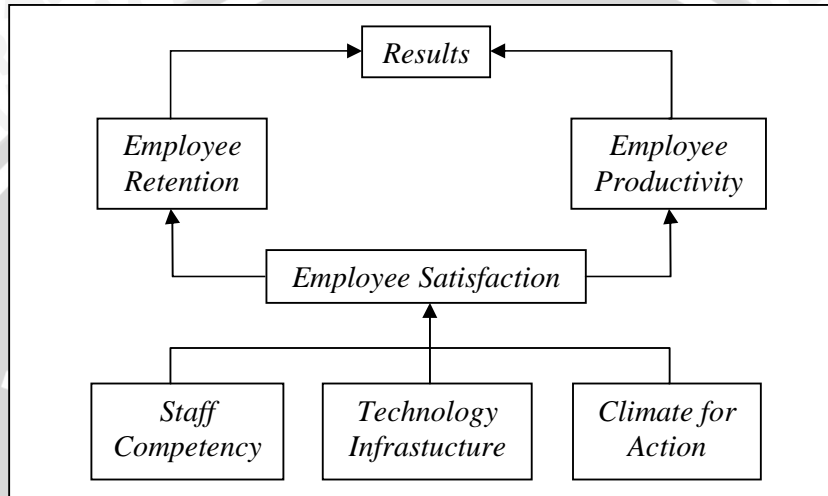 Results
Employee
Retention
Employee
Productivity
Employee Satisfaction
Staff
Competency
Technology
Infrastucture
Climate for
Action